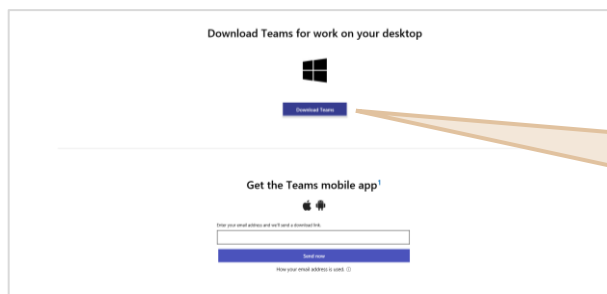 Download Teams for work on your desktop
Download Teams
Get the Teams mobile app¹
Enter your email address and we'll send a download link.
Send now
How your email address is used. ⓘ